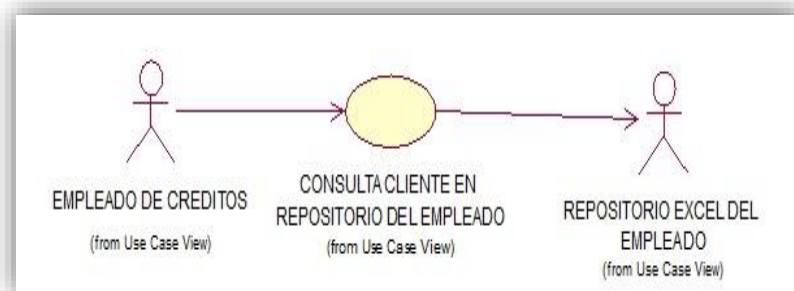 EMPLEADO DE CREDITOS
(from Use Case View)
CONSULTA CLIENTE EN
REPOSITORIO DEL EMPLEADO
(from Use Case View)
REPOSITORIO EXCEL DEL
EMPLEADO
(from Use Case View)